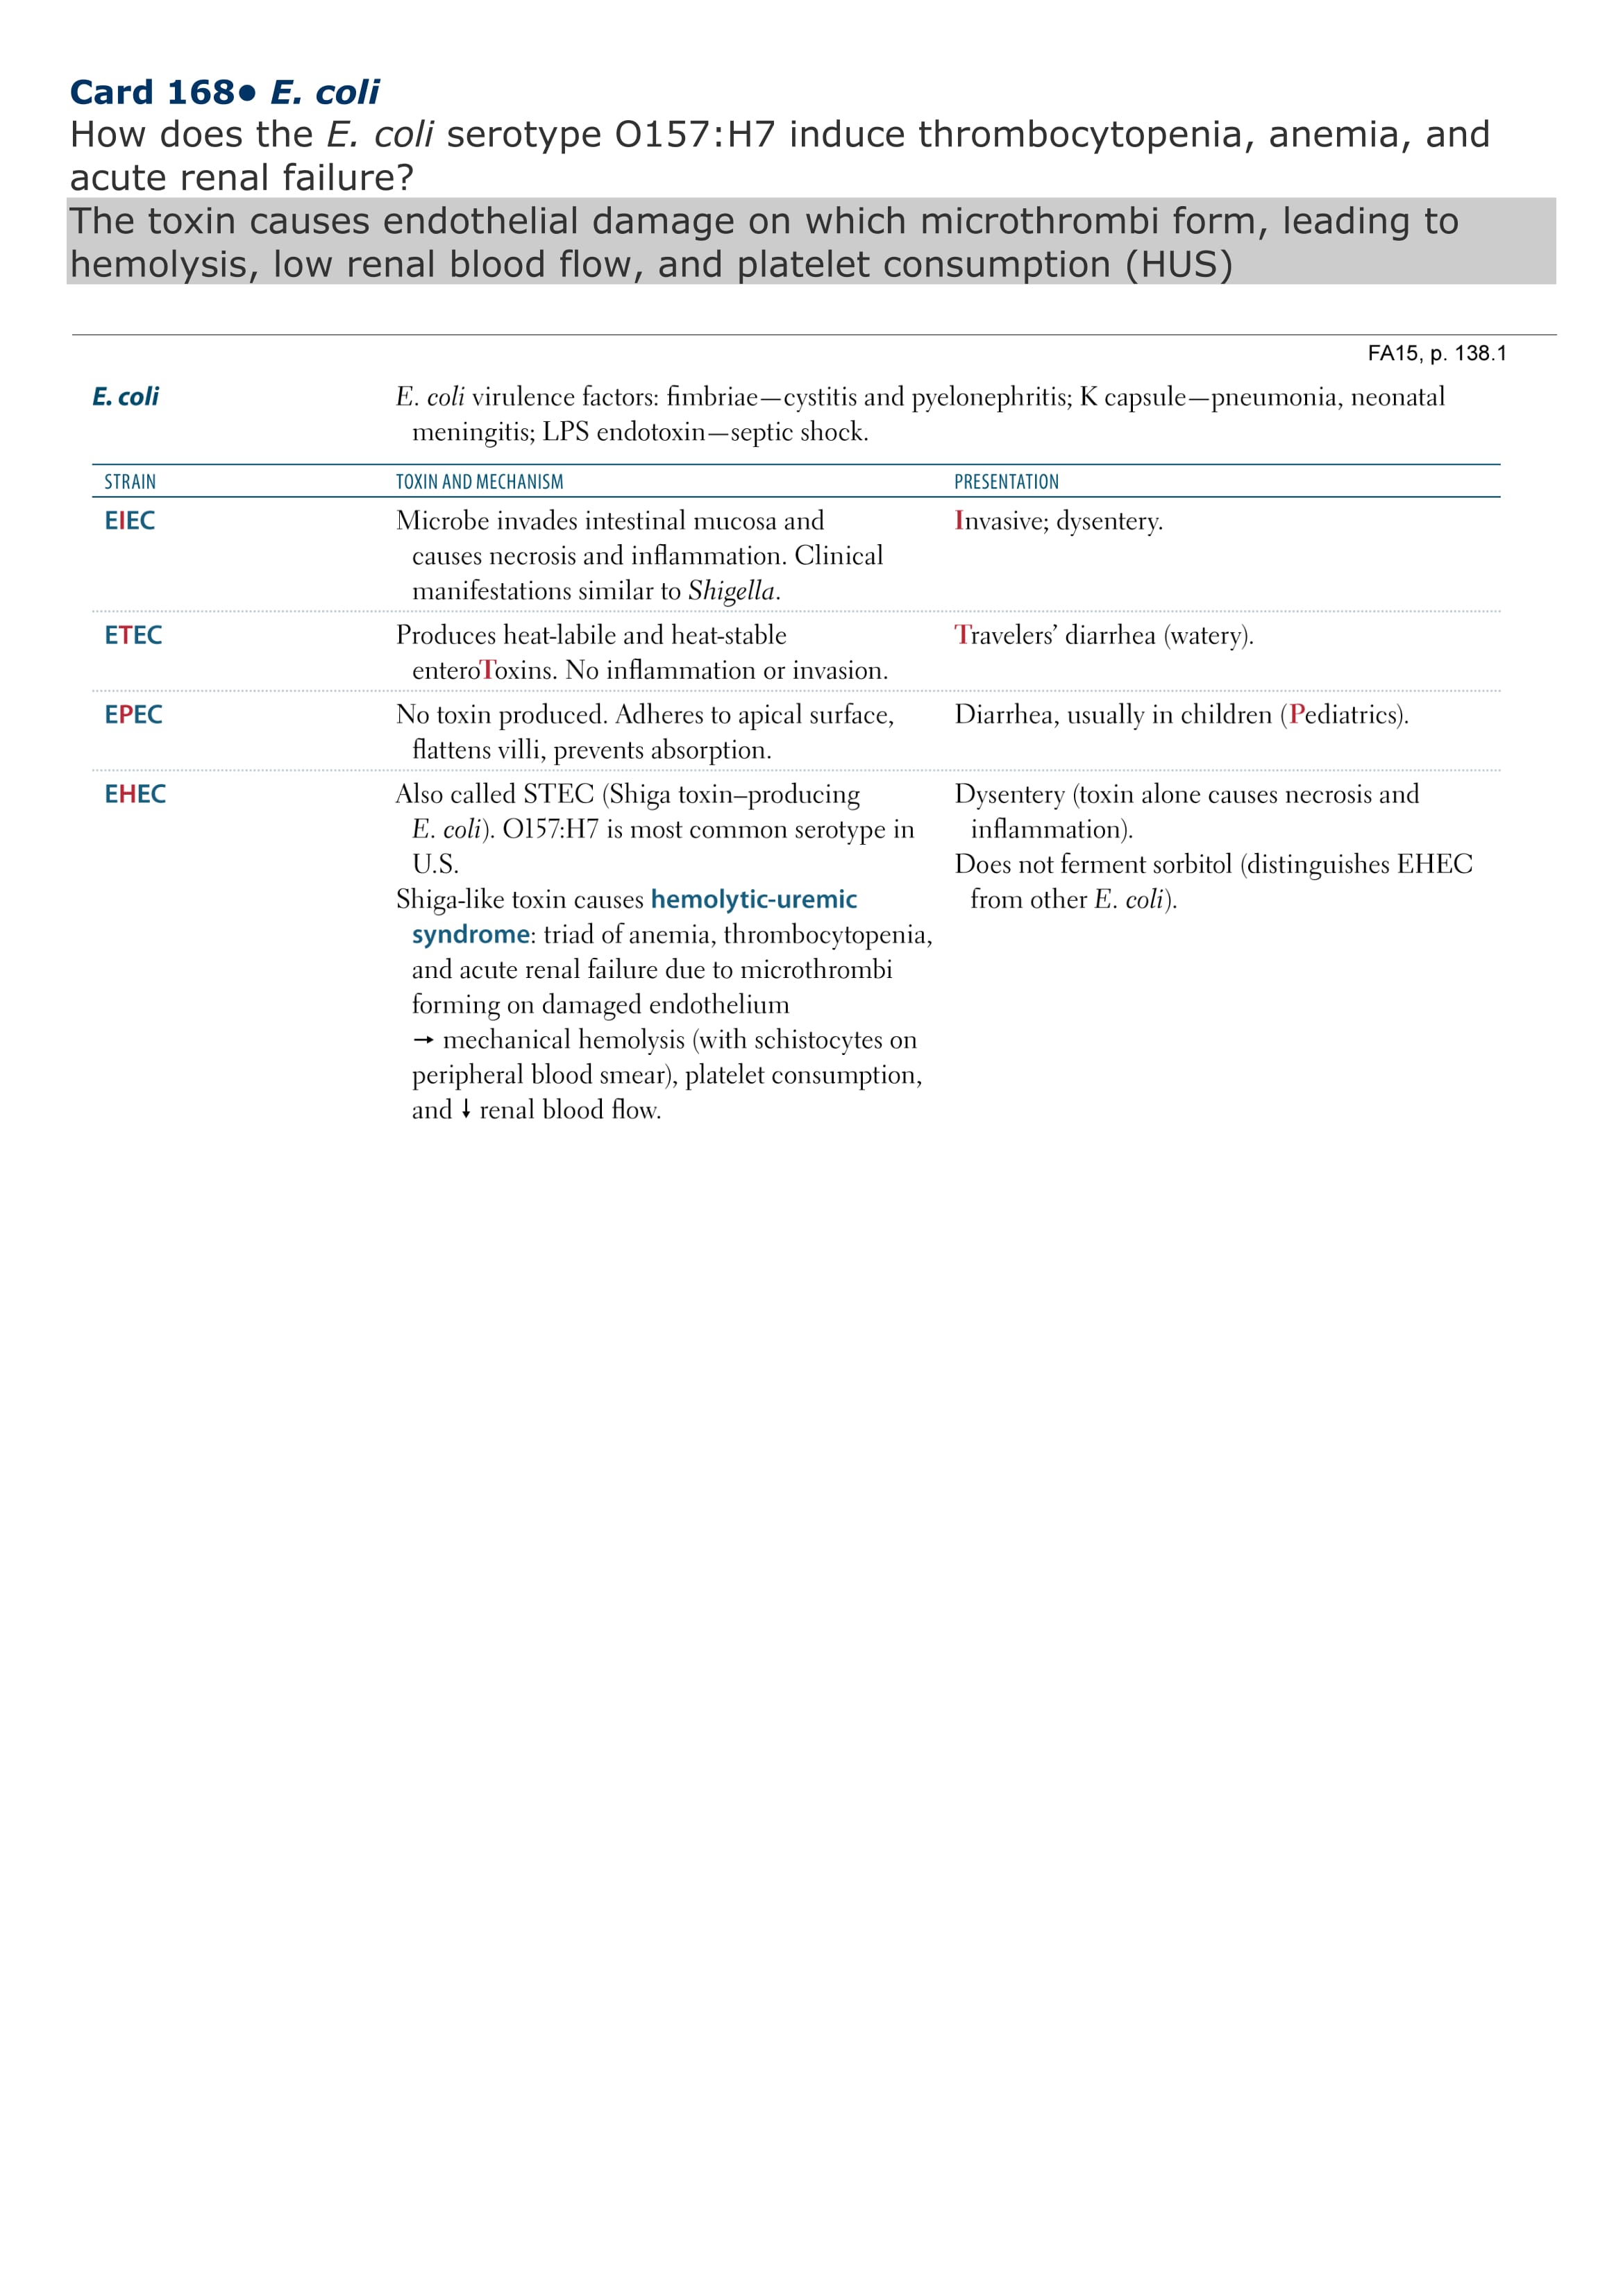 Card 168● E. coli
How does the E. coli serotype O157:H7 induce thrombocytopenia, anemia, and
acute renal failure?
The toxin causes endothelial damage on which microthrombi form, leading to
hemolysis, low renal blood flow, and platelet consumption (HUS)
FA15, p. 138.1
E. coli
E. coli virulence factors: fimbriae—cystitis and pyelonephritis; K capsule—pneumonia, neonatal
meningitis; LPS endotoxin—septic shock.
STRAIN TOXIN AND MECHANISM PRESENTATION
EIEC
Microbe invades intestinal mucosa and
causes necrosis and inflammation. Clinical
manifestations similar to Shigella.
Invasive; dysentery.
ETEC
Produces heat-labile and heat-stable
enteroToxins. No inflammation or invasion.
Travelers’ diarrhea (watery).
EPEC
No toxin produced. Adheres to apical surface,
flattens villi, prevents absorption.
Diarrhea, usually in children (Pediatrics).
EHEC
Also called STEC (Shiga toxin–producing
E. coli). O157:H7 is most common serotype in
U.S.
Shiga-like toxin causes hemolytic-uremic
syndrome: triad of anemia, thrombocytopenia,
and acute renal failure due to microthrombi
forming on damaged endothelium
→ mechanical hemolysis (with schistocytes on
peripheral blood smear), platelet consumption,
and ↓ renal blood flow.
Dysentery (toxin alone causes necrosis and
inflammation).
Does not ferment sorbitol (distinguishes EHEC
from other E. coli).